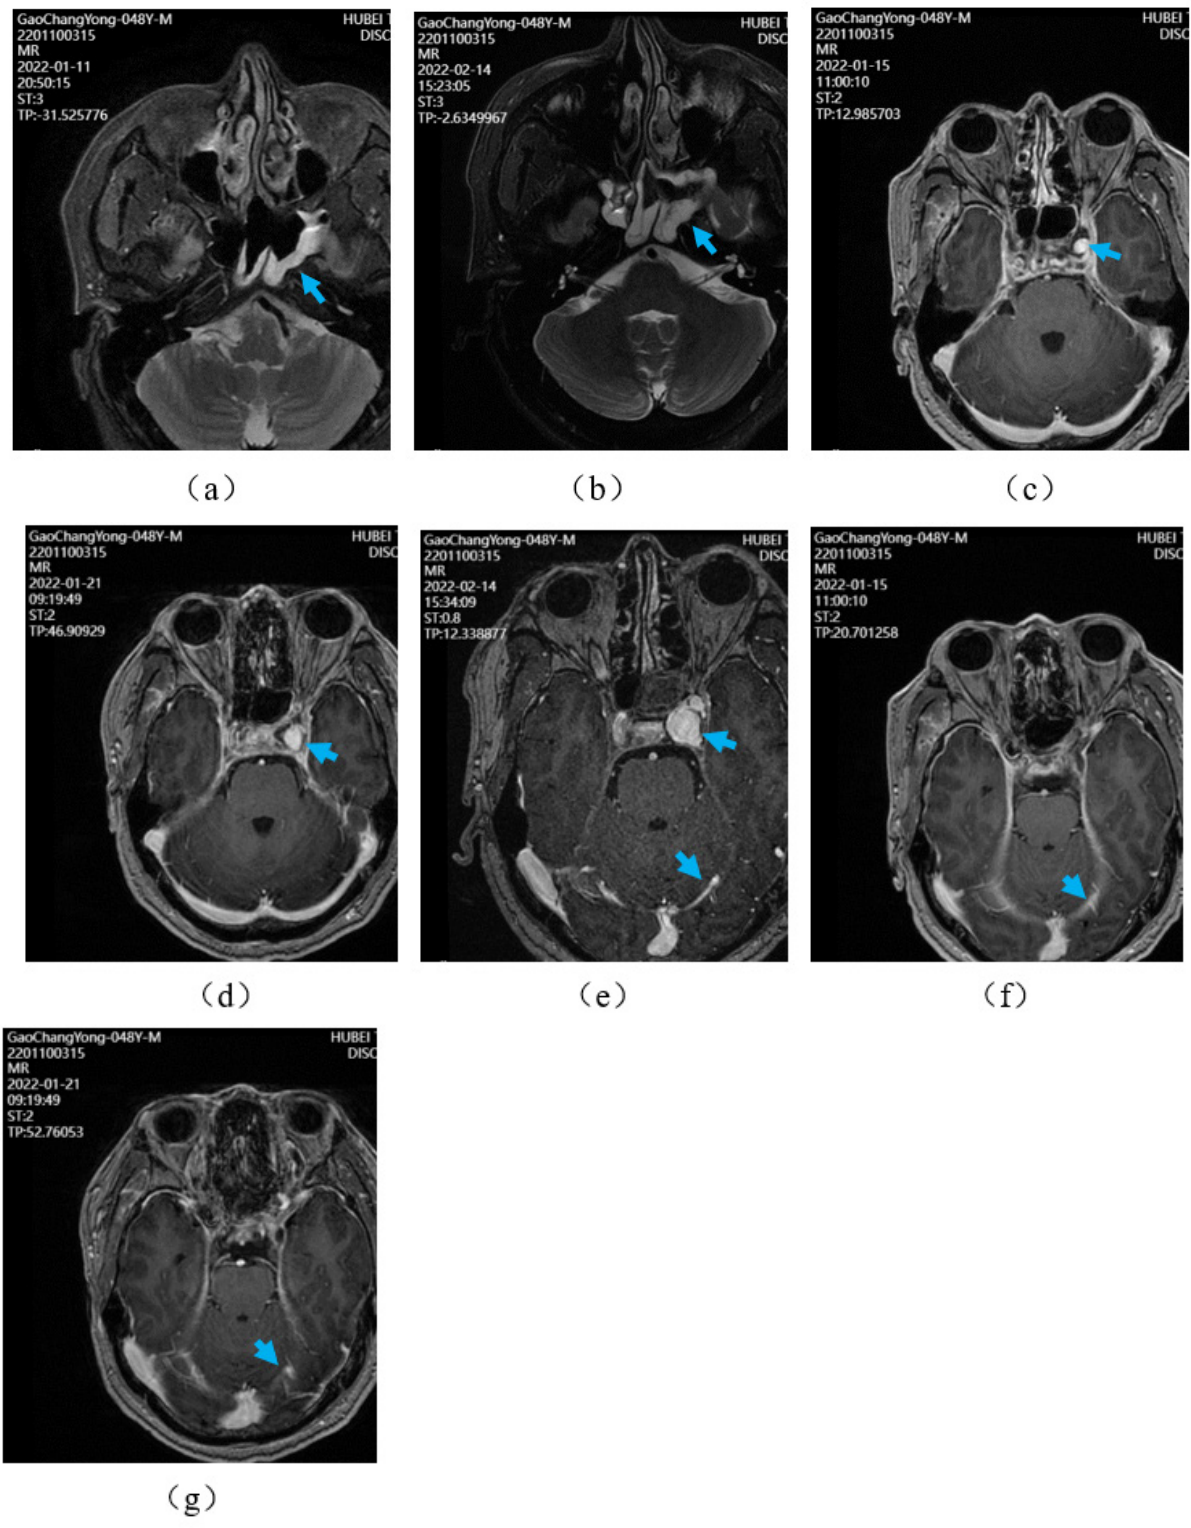 GaoChangYong-048Y-M HUBEI
2201100315 DISC
MR
2022-01-11
20:50:15
ST:3
TP:-31.525776
GaoChangYong-048Y-M HUBEI
2201100315 DISC
MR
2022-02-14
15:23:05
ST:3
TP:-2.6349967
GaoChangYong-048Y-M HUBEI
2201100315 DISC
MR
2022-01-15
11:00:10
ST:2
TP:12.985703
(a)
(b)
(c)
GaoChangYong-048Y-M HUBEI
2201100315 DISC
MR
2022-01-21
09:19:49
ST:2
TP:46.90929
GaoChangYong-048Y-M HUBEI
2201100315 DISC
MR
2022-02-14
15:34:09
ST:0.8
TP:12.338877
GaoChangYong-048Y-M HUBEI
2201100315 DISC
MR
2022-01-15
11:00:10
ST:2
TP:20.701258
(d)
(e)
(f)
GaoChangYong-048Y-M HUBEI
2201100315 DISC
MR
2022-01-21
09:19:49
ST:2
TP:52.76053
(g)